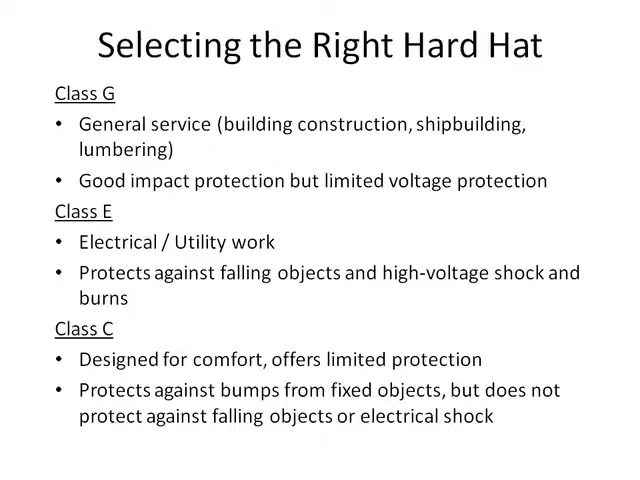 Selecting the Right Hard Hat
Class G
• General service (building construction, shipbuilding,
lumbering)
• Good impact protection but limited voltage protection
Class E
• Electrical / Utility work
• Protects against falling objects and high-voltage shock and
burns
Class C
• Designed for comfort, offers limited protection
• Protects against bumps from fixed objects, but does not
protect against falling objects or electrical shock